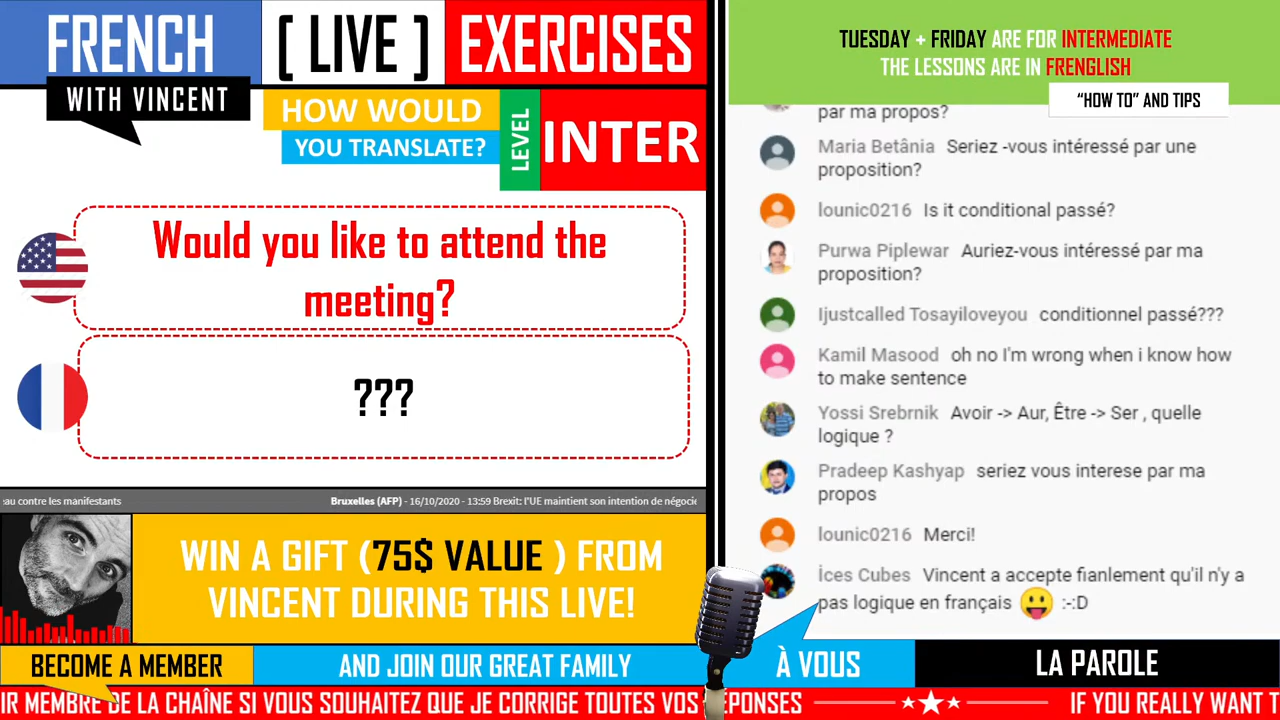 FRENCH
[ LIVE ]
EXERCISES
WITH VINCENT
HOW WOULD
YOU TRANSLATE?
LEVEL
INTER
Would you like to attend the
meeting?
???
eau contre les manifestants
Bruxelles (AFP) - 16/10/2020 - 13:59 Brexit: l'UE maintient son intention de négocie
WIN A GIFT (75$ VALUE ) FROM
VINCENT DURING THIS LIVE!
BECOME A MEMBER
AND JOIN OUR GREAT FAMILY
TUESDAY + FRIDAY ARE FOR INTERMEDIATE
THE LESSONS ARE IN FRENGLISH
“HOW TO” AND TIPS
par ma propos?
Maria Betânia Seriez -vous intéressé par une
proposition?
lounic0216 Is it conditional passé?
Purwa Piplewar Auriez-vous intéressé par ma
proposition?
Ijustcalled Tosayiloveyou conditionnel passé???
Kamil Masood oh no I'm wrong when i know how
to make sentence
Yossi Srebrnik Avoir -> Aur, Être -> Ser , quelle
logique ?
Pradeep Kashyap seriez vous interese par ma
propos
lounic0216 Merci!
İces Cubes Vincent a accepte fianlement qu'il n'y a
pas logique en français 😛 :-:D
À VOUS
LA PAROLE
IR MEMBRE DE LA CHAÎNE SI VOUS SOUHAITEZ QUE JE CORRIGE TOUTES VOS ÉPONSES
IF YOU REALLY WANT T